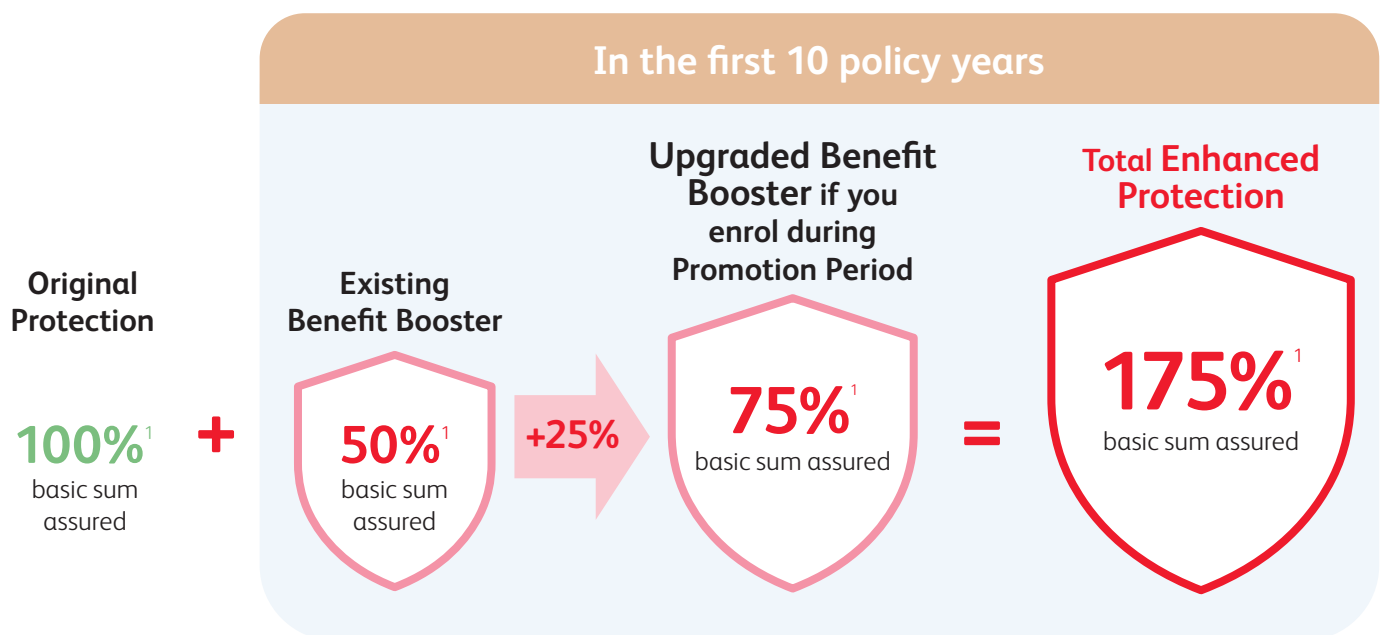 In the first 10 policy years
Original
Protection
100%1
basic sum
assured
+
Existing
Benefit Booster
50%1
basic sum
assured
+25%
Upgraded Benefit
Booster if you
enrol during
Promotion Period
75%1
basic sum assured
=
Total Enhanced
Protection
175%1
basic sum assured